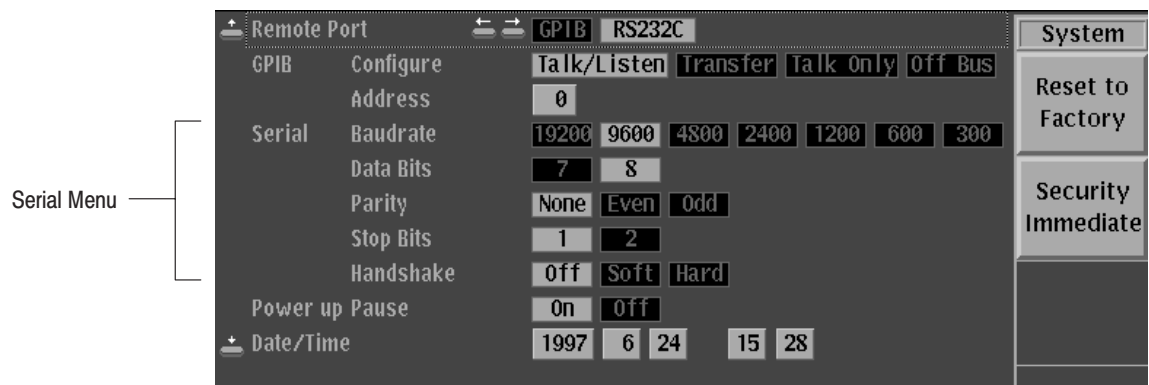 Remote Port GPIB RS232C
GPIB Configure Talk/Listen Transfer Talk Only Off Bus
Address 0
Serial Baudrate 19200 9600 4800 2400 1200 600 300
Data Bits 7 8
Parity None Even Odd
Stop Bits 1 2
Handshake Off Soft Hard
Power up Pause On Off
Date/Time 1997 6 24 15 28
System
Reset to
Factory
Security
Immediate
Serial Menu